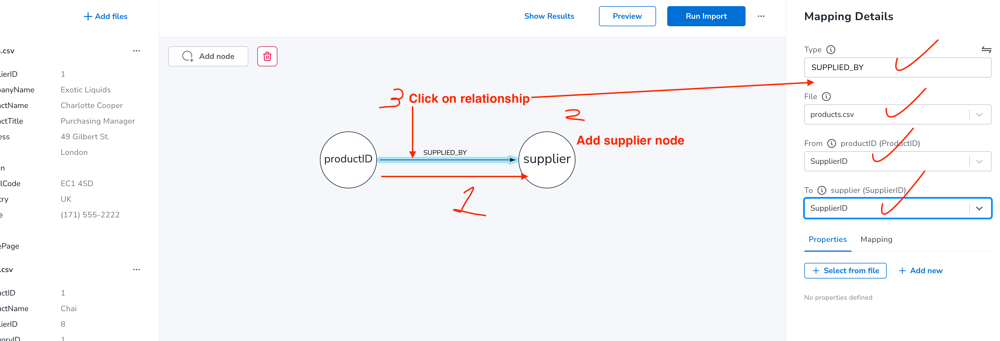 Add files
Show Results
Preview
Run Import
...
Mapping Details
s.csv
...
lierID 1
panyName Exotic Liquids
actName Charlotte Cooper
actTitle Purchasing Manager
ess 49 Gilbert St.
London
on
lCode EC1 4SD
try UK
e (171) 555-2222
ePage
.csv
...
uctID 1
uctName Chai
lierID 8
goryID 1
Add node
3 Click on relationship
2
Add supplier node
productID
SUPPLIED_BY
supplier
1
Type
SUPPLIED_BY
File
products.csv
From productID (ProductID)
SupplierID
To supplier (SupplierID)
SupplierID
Properties Mapping
+ Select from file + Add new
No properties defined